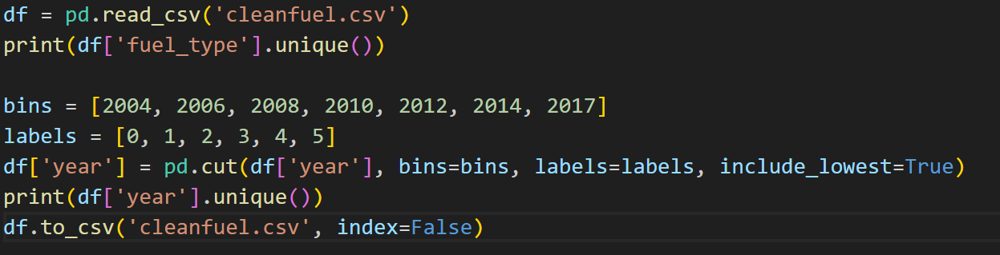 df = pd.read_csv('cleanfuel.csv')
print(df['fuel_type'].unique())
bins = [2004, 2006, 2008, 2010, 2012, 2014, 2017]
labels = [0, 1, 2, 3, 4, 5]
df['year'] = pd.cut(df['year'], bins=bins, labels=labels, include_lowest=True)
print(df['year'].unique())
df.to_csv('cleanfuel.csv', index=False)